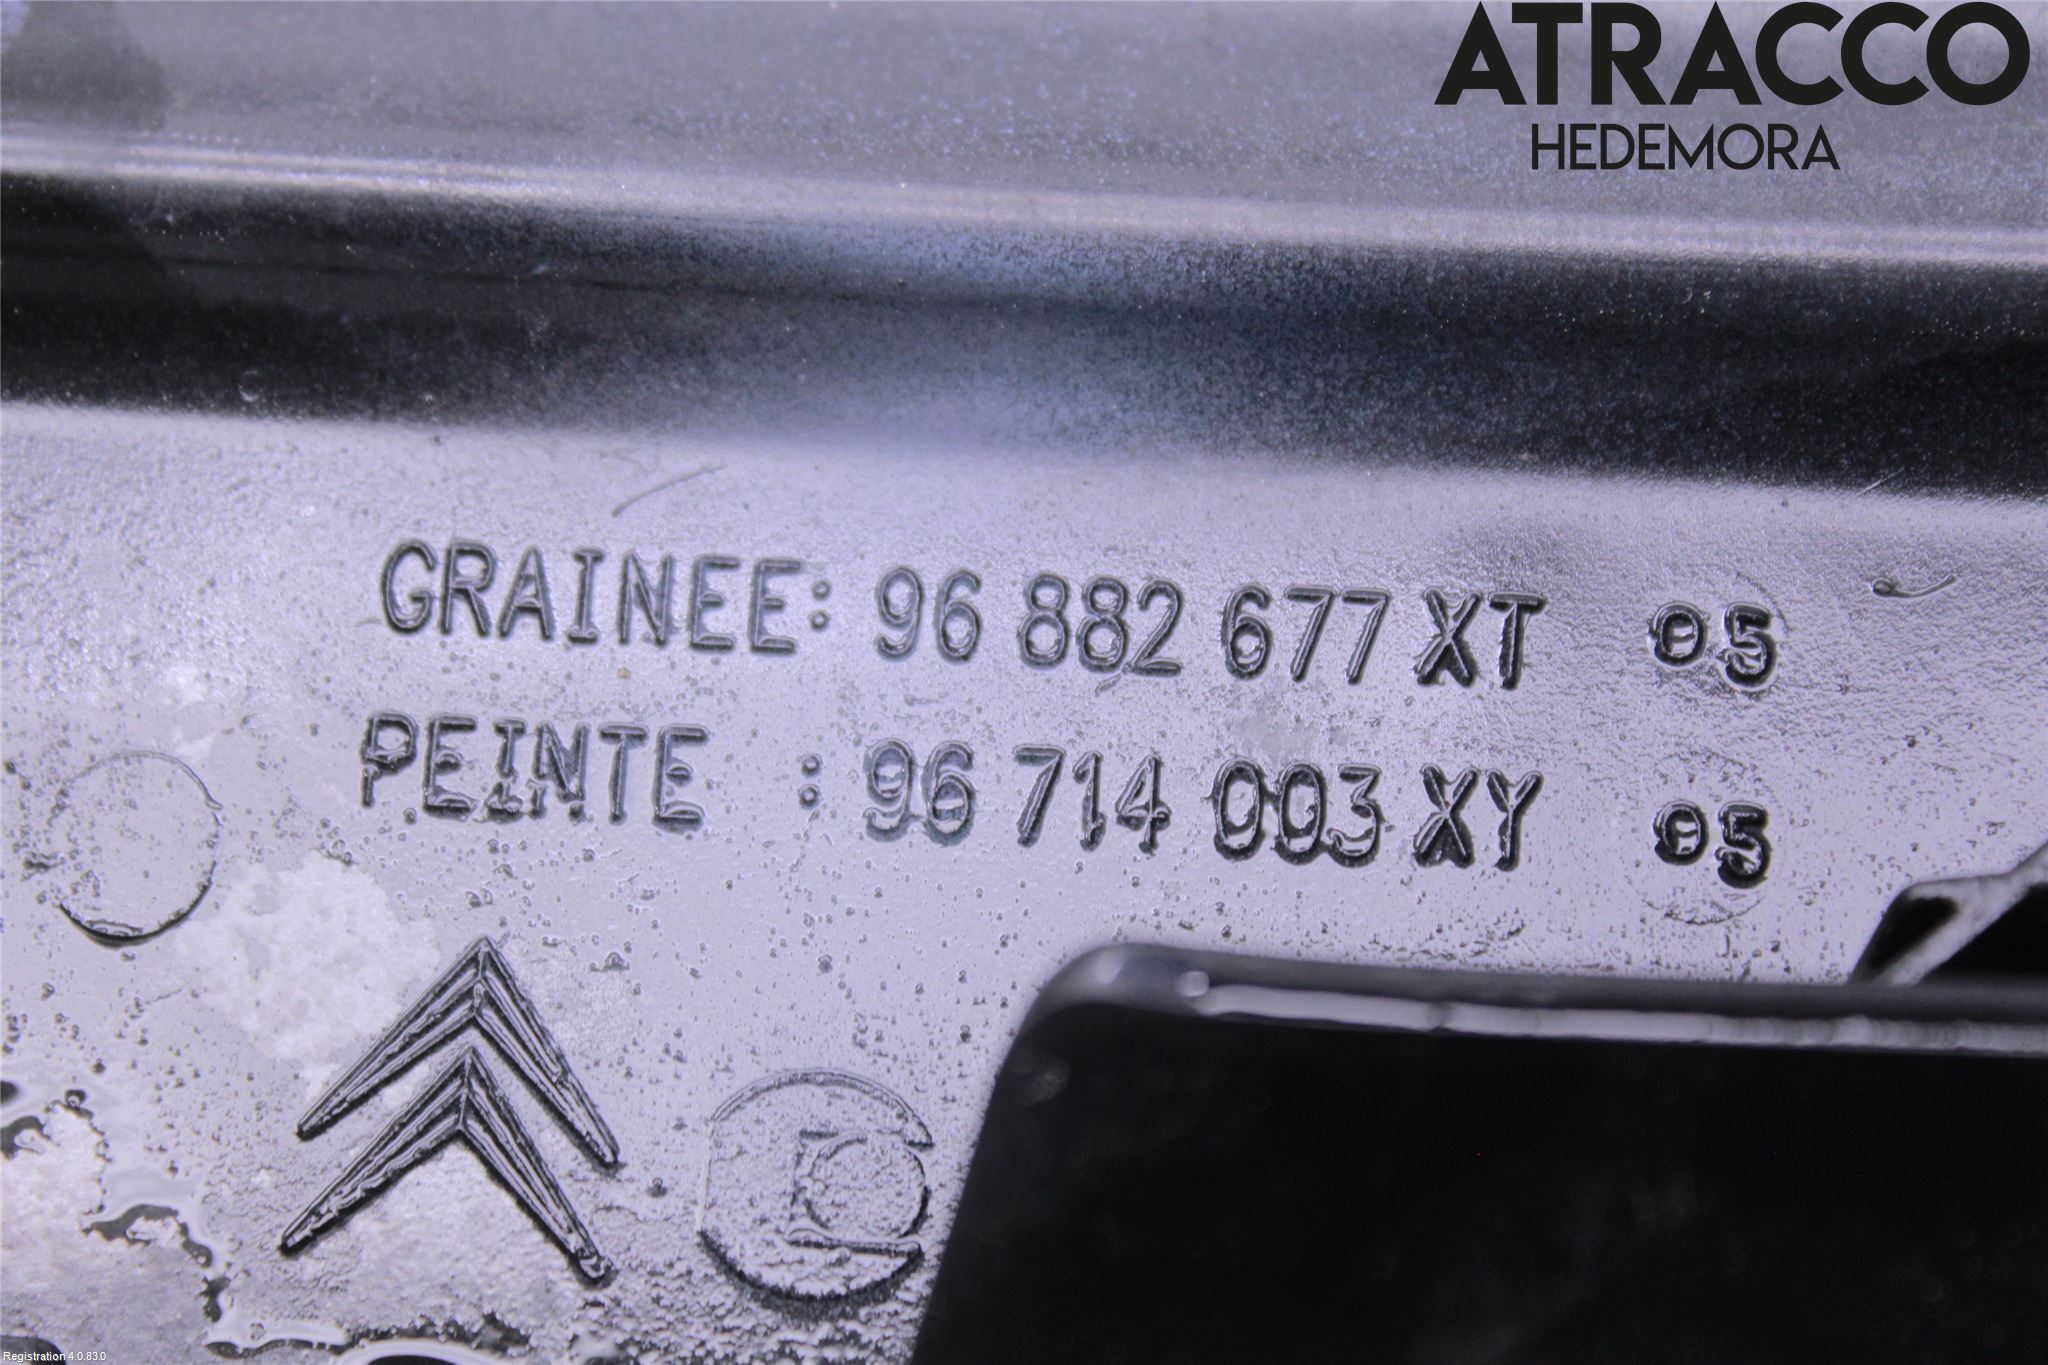 ATRACCO
HEDEMORA
GRAINEE: 96 882 677 XT 05
PEINTE : 96 714 003 XY 05
Registration 4.0.83.0